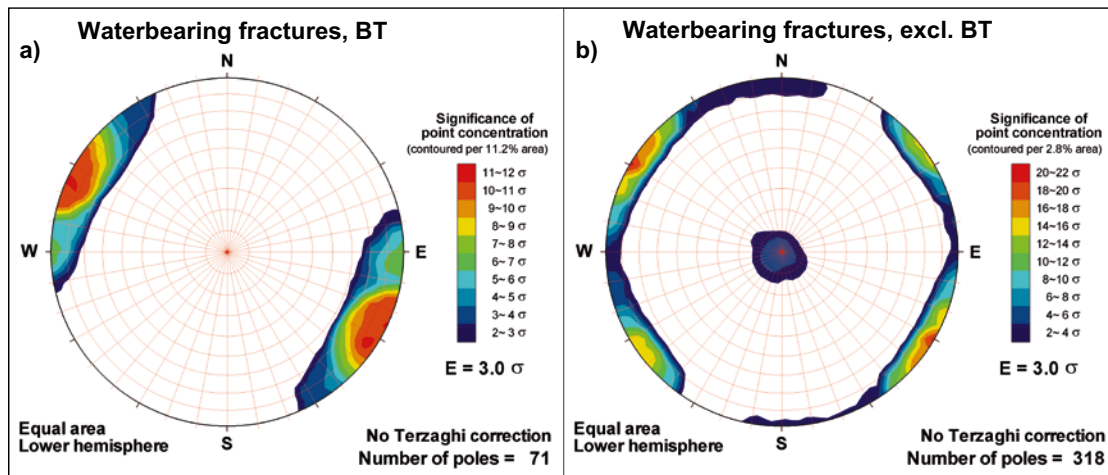 Waterbearing fractures, BT
a)
N
W
E
S
Significance of
point concentration
(contoured per 11.2% area)
11~12 σ
10~11 σ
9~10 σ
8~9 σ
7~8 σ
6~7 σ
5~6 σ
4~5 σ
3~4 σ
2~3 σ
E = 3.0 σ
Equal area
Lower hemisphere
No Terzaghi correction
Number of poles = 71
Waterbearing fractures, excl. BT
b)
N
W
E
S
Significance of
point concentration
(contoured per 2.8% area)
20~22 σ
18~20 σ
16~18 σ
14~16 σ
12~14 σ
10~12 σ
8~10 σ
6~8 σ
4~6 σ
2~4 σ
E = 3.0 σ
Equal area
Lower hemisphere
No Terzaghi correction
Number of poles = 318